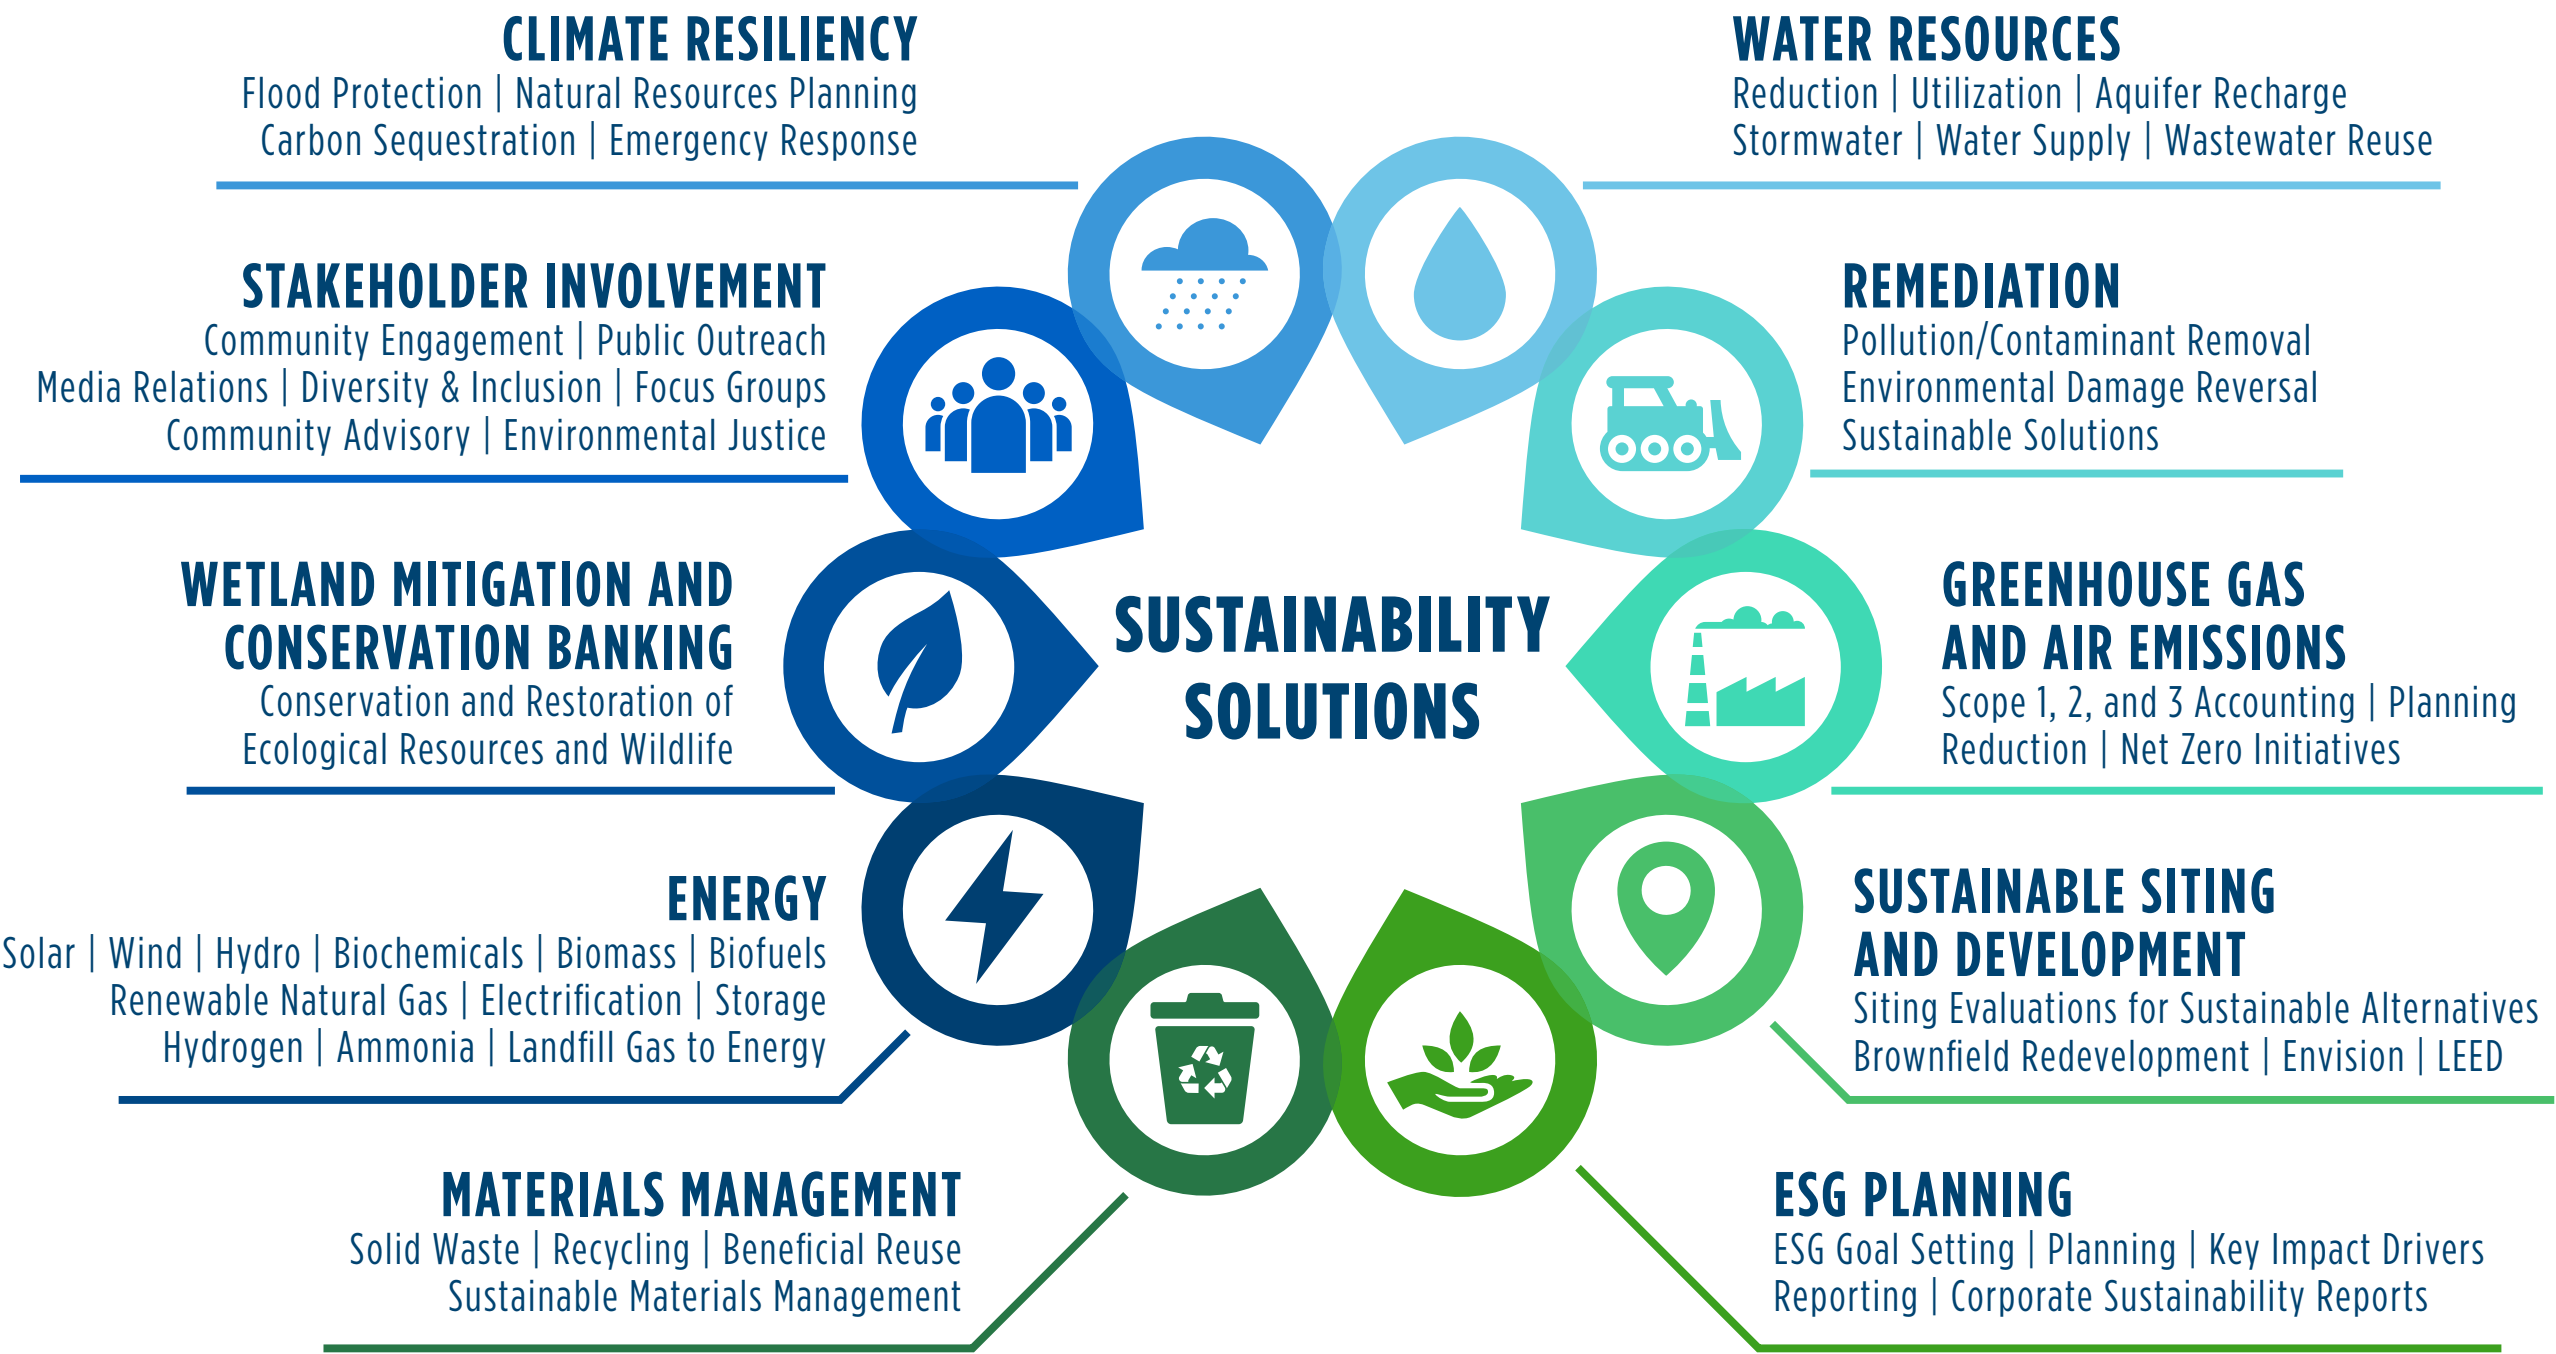 CLIMATE RESILIENCY
Flood Protection | Natural Resources Planning
Carbon Sequestration | Emergency Response
WATER RESOURCES
Reduction | Utilization | Aquifer Recharge
Stormwater | Water Supply | Wastewater Reuse
STAKEHOLDER INVOLVEMENT
Community Engagement | Public Outreach
Media Relations | Diversity & Inclusion | Focus Groups
Community Advisory | Environmental Justice
REMEDIATION
Pollution/Contaminant Removal
Environmental Damage Reversal
Sustainable Solutions
WETLAND MITIGATION AND
CONSERVATION BANKING
Conservation and Restoration of
Ecological Resources and Wildlife
SUSTAINABILITY
SOLUTIONS
GREENHOUSE GAS
AND AIR EMISSIONS
Scope 1, 2, and 3 Accounting | Planning
Reduction | Net Zero Initiatives
ENERGY
Solar | Wind | Hydro | Biochemicals | Biomass | Biofuels
Renewable Natural Gas | Electrification | Storage
Hydrogen | Ammonia | Landfill Gas to Energy
SUSTAINABLE SITING
AND DEVELOPMENT
Siting Evaluations for Sustainable Alternatives
Brownfield Redevelopment | Envision | LEED
MATERIALS MANAGEMENT
Solid Waste | Recycling | Beneficial Reuse
Sustainable Materials Management
ESG PLANNING
ESG Goal Setting | Planning | Key Impact Drivers
Reporting | Corporate Sustainability Reports